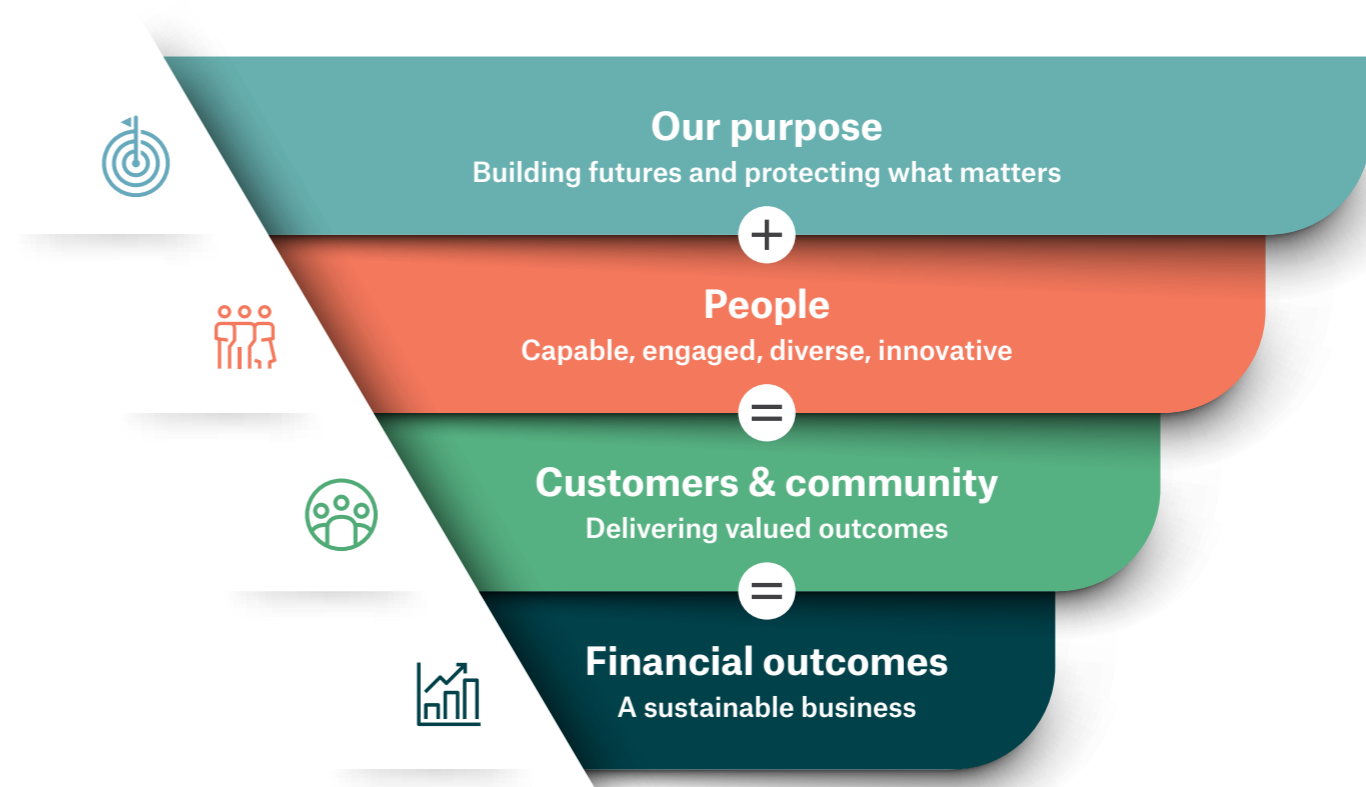 Our purpose
Building futures and protecting what matters
+
People
Capable, engaged, diverse, innovative
=
Customers & community
Delivering valued outcomes
=
Financial outcomes
A sustainable business